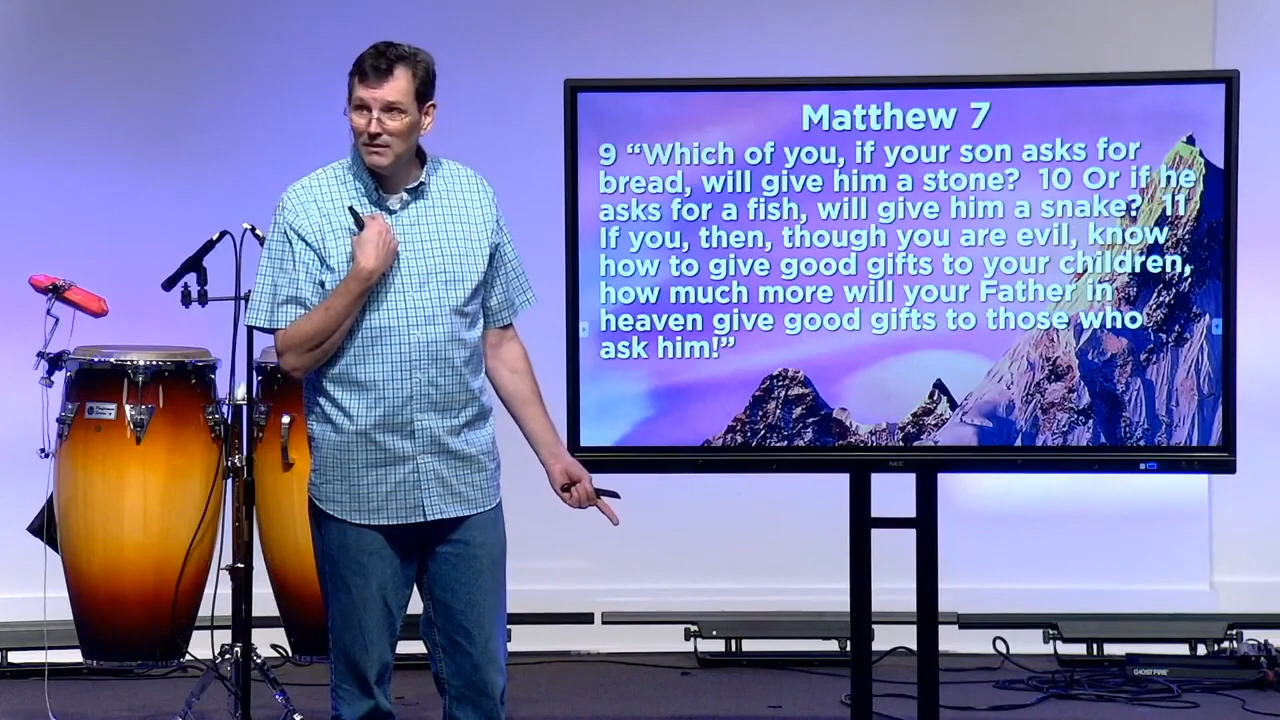 Matthew 7
9 “Which of you, if your son asks for
bread, will give him a stone?  10 Or if he
asks for a fish, will give him a snake?  11
If you, then, though you are evil, know
how to give good gifts to your children,
how much more will your Father in
heaven give good gifts to those who
ask him!”
NEC
GHOST FIRE